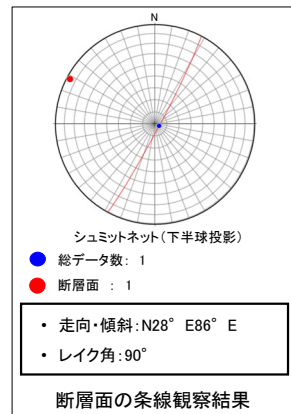 N
シュミットネット(下半球投影)
総データ数: 1
断層面 : 1
• 走向・傾斜:N28° E86° E
• レイク角:90°
断層面の条線観察結果